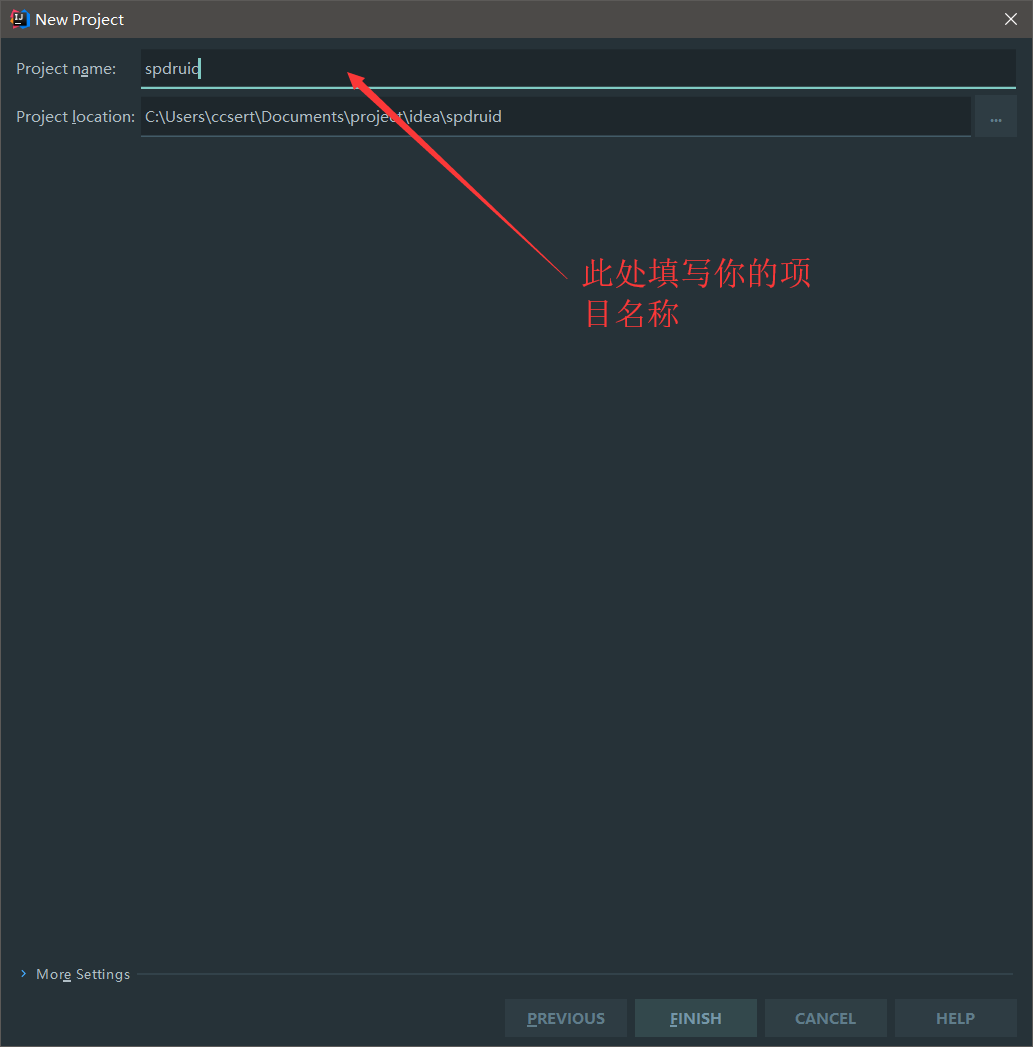 New Project
Project name: spdruid
Project location: C:\Users\ccsert\Documents\project\idea\spdruid ...
此处填写你的项
目名称
More Settings
PREVIOUS FINISH CANCEL HELP